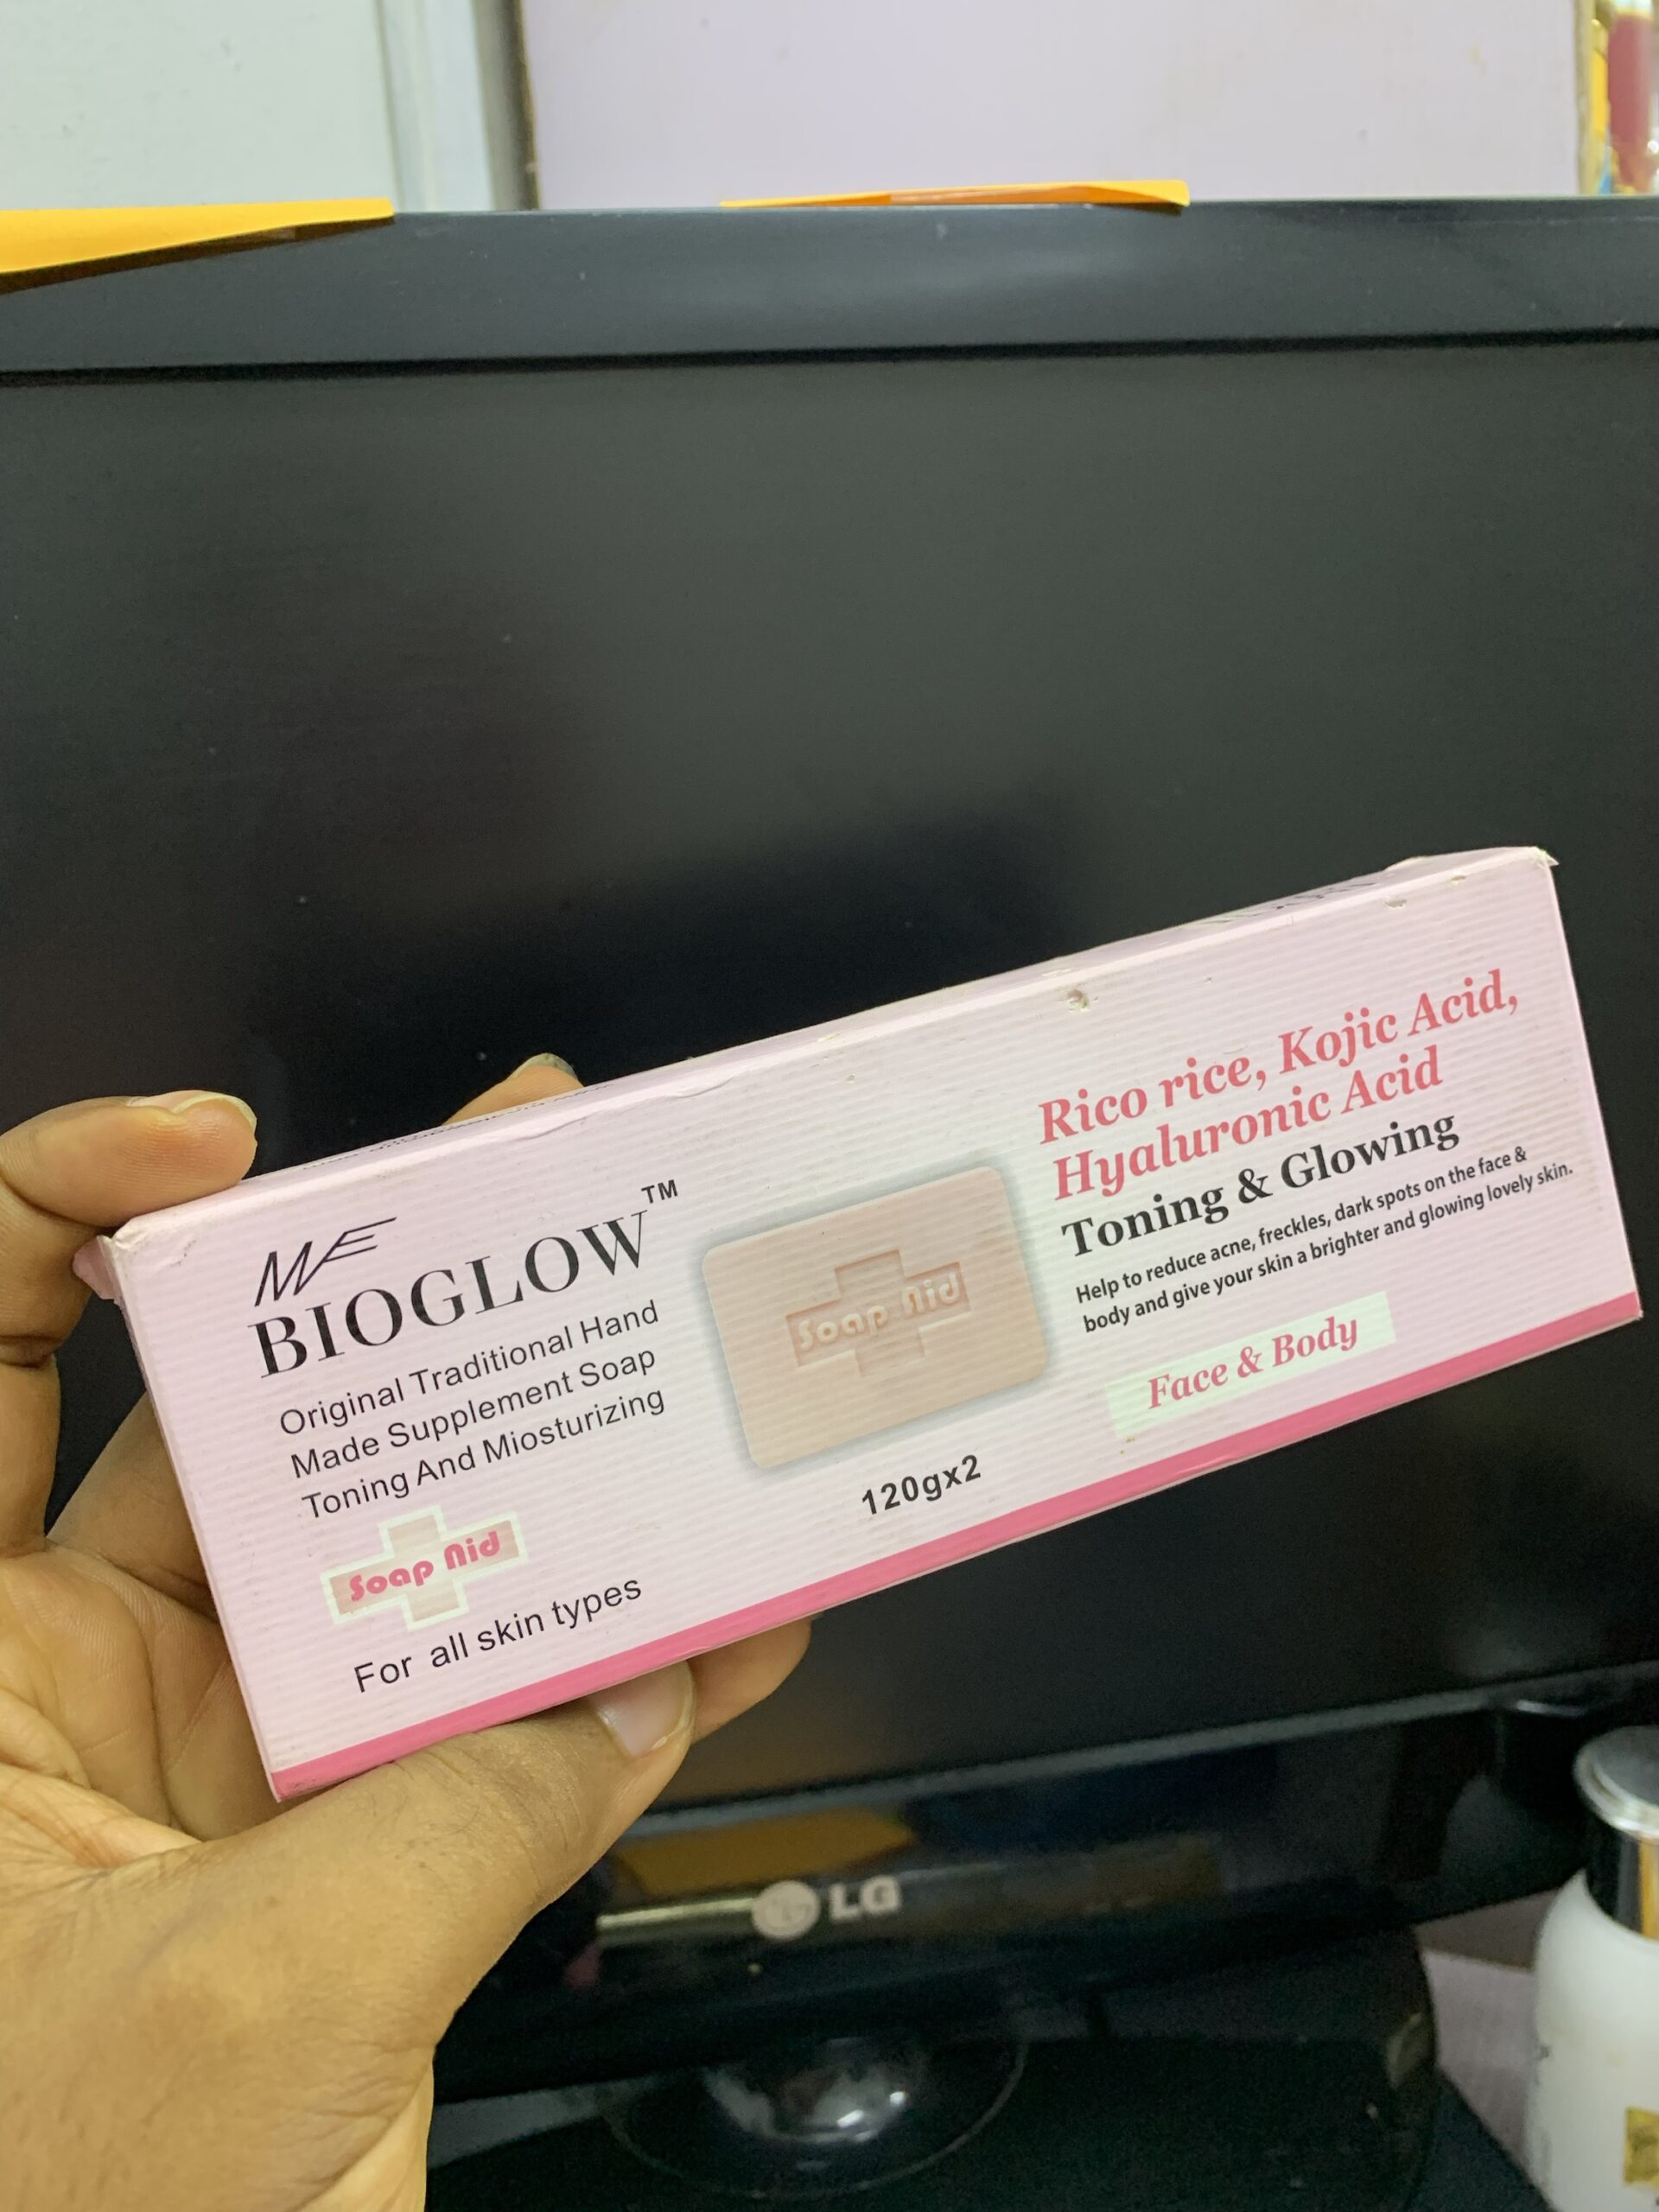 ME
BIOGLOW™
Original Traditional Hand
Made Supplement Soap
Toning And Miosturizing
Soap Aid
For all skin types
Soap Aid
120gx2
Rico rice, Kojic Acid,
Hyaluronic Acid
Toning & Glowing
Help to reduce acne, freckles, dark spots on the face &
body and give your skin a brighter and glowing lovely skin.
Face & Body
LG